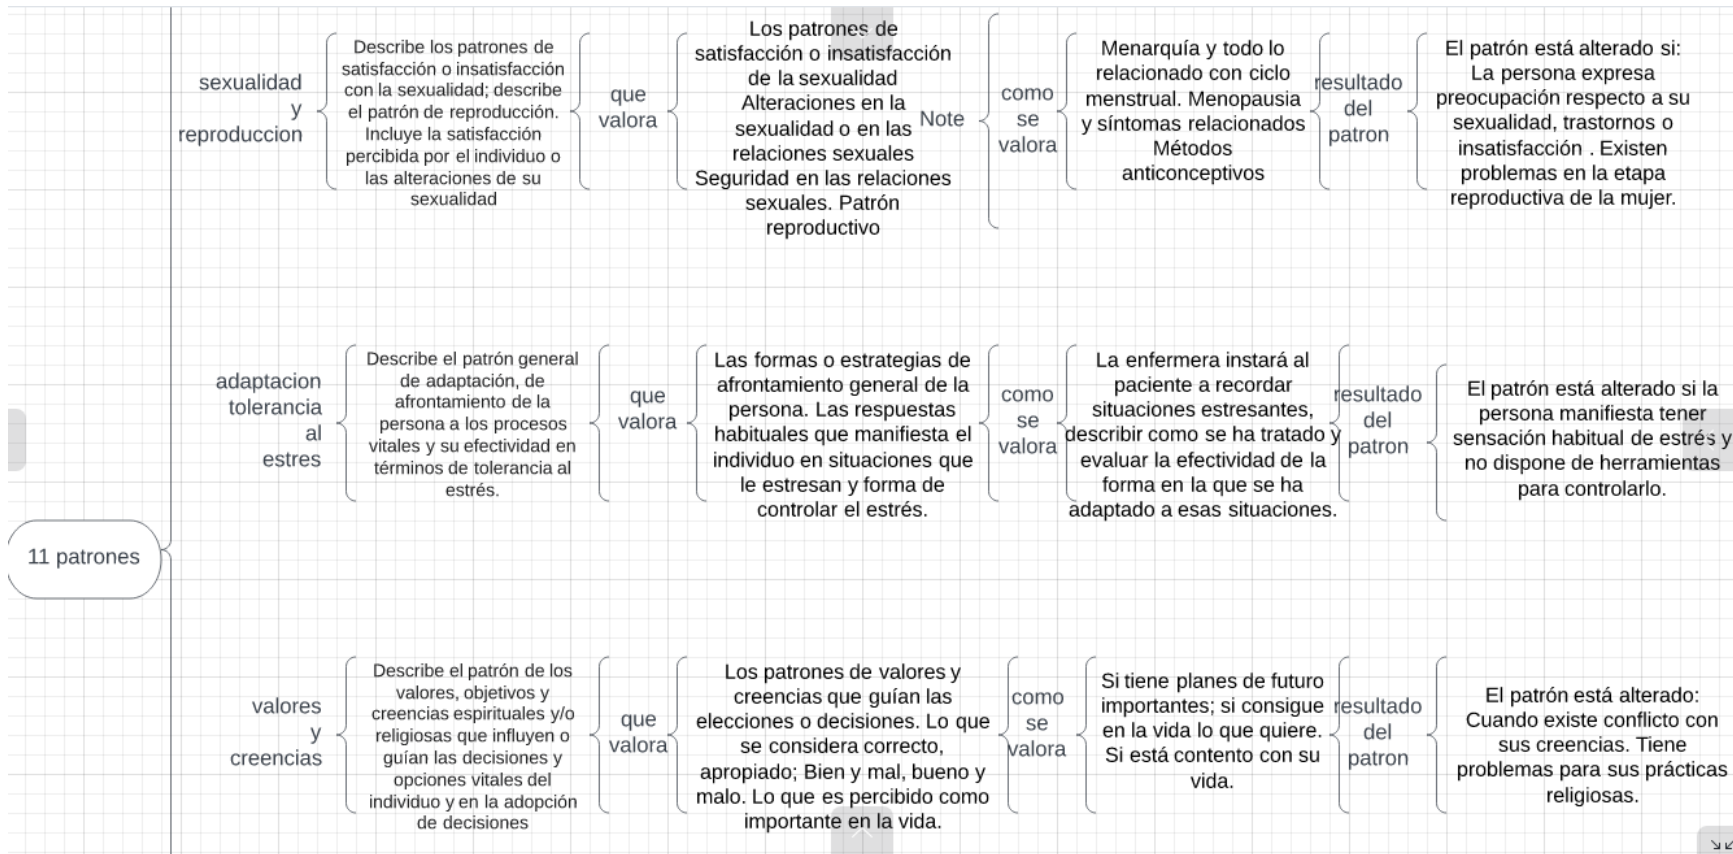 sexualidad
y
reproduccion
Describe los patrones de
satisfacción o insatisfacción
con la sexualidad; describe
el patrón de reproducción.
Incluye la satisfacción
percibida por el individuo o
las alteraciones de su
sexualidad
que
valora
Los patrones de
satisfacción o insatisfacción
de la sexualidad
Alteraciones en la
sexualidad o en las
relaciones sexuales
Seguridad en las relaciones
sexuales. Patrón
reproductivo
Note
como
se
valora
Menarquía y todo lo
relacionado con ciclo
menstrual. Menopausia
y síntomas relacionados
Métodos
anticonceptivos
resultado
del
patron
El patrón está alterado si:
La persona expresa
preocupación respecto a su
sexualidad, trastornos o
insatisfacción . Existen
problemas en la etapa
reproductiva de la mujer.
adaptacion
tolerancia
al
estres
Describe el patrón general
de adaptación, de
afrontamiento de la
persona a los procesos
vitales y su efectividad en
términos de tolerancia al
estrés.
que
valora
Las formas o estrategias de
afrontamiento general de la
persona. Las respuestas
habituales que manifiesta el
individuo en situaciones que
le estresan y forma de
controlar el estrés.
como
se
valora
La enfermera instará al
paciente a recordar
situaciones estresantes,
describir como se ha tratado y
evaluar la efectividad de la
forma en la que se ha
adaptado a esas situaciones.
resultado
del
patron
El patrón está alterado si la
persona manifiesta tener
sensación habitual de estrés y
no dispone de herramientas
para controlarlo.
11 patrones
valores
y
creencias
Describe el patrón de los
valores, objetivos y
creencias espirituales y/o
religiosas que influyen o
guían las decisiones y
opciones vitales del
individuo y en la adopción
de decisiones
que
valora
Los patrones de valores y
creencias que guían las
elecciones o decisiones. Lo que
se considera correcto,
apropiado; Bien y mal, bueno y
malo. Lo que es percibido como
importante en la vida.
como
se
valora
Si tiene planes de futuro
importantes; si consigue
en la vida lo que quiere.
Si está contento con su
vida.
resultado
del
patron
El patrón está alterado:
Cuando existe conflicto con
sus creencias. Tiene
problemas para sus prácticas
religiosas.